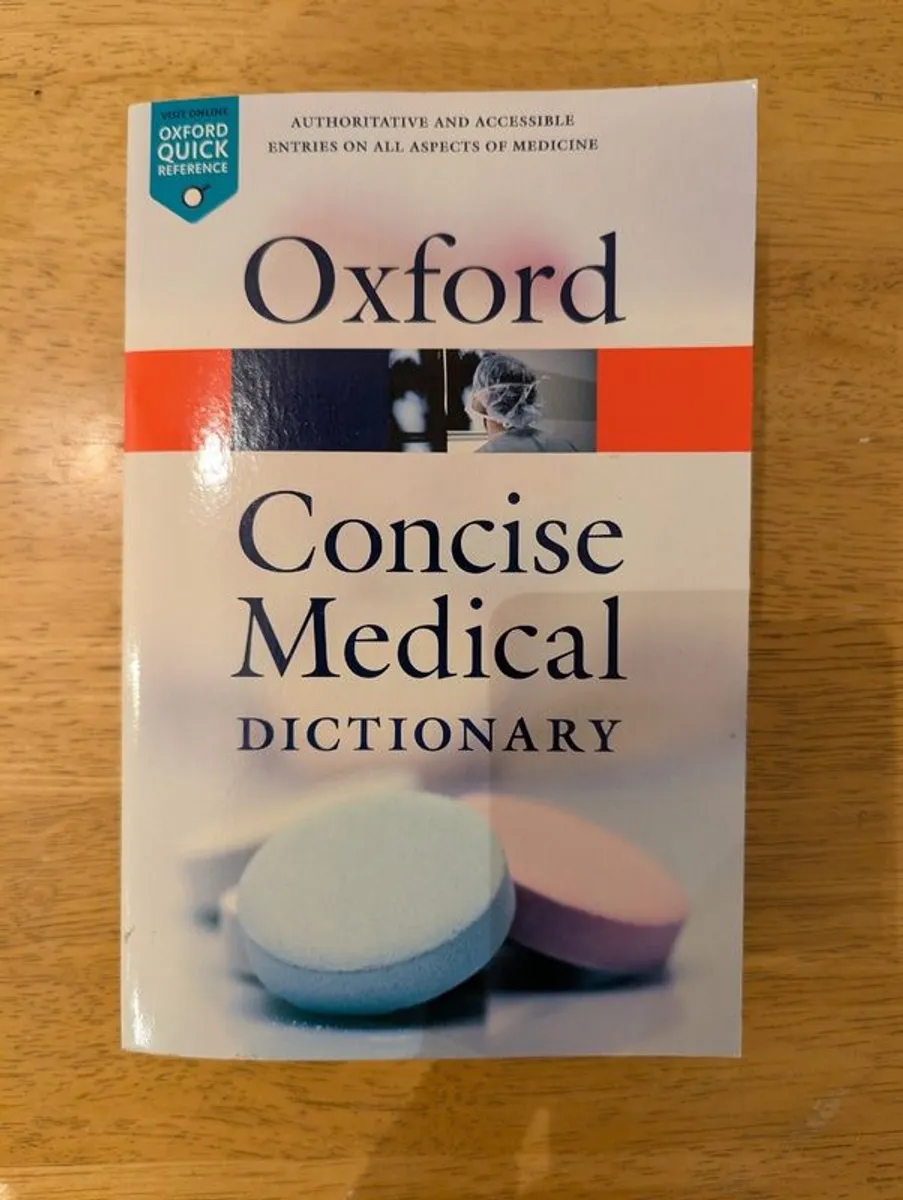 VISIT ONLINE
OXFORD
QUICK
REFERENCE
AUTHORITATIVE AND ACCESSIBLE
ENTRIES ON ALL ASPECTS OF MEDICINE
Oxford
Concise
Medical
DICTIONARY